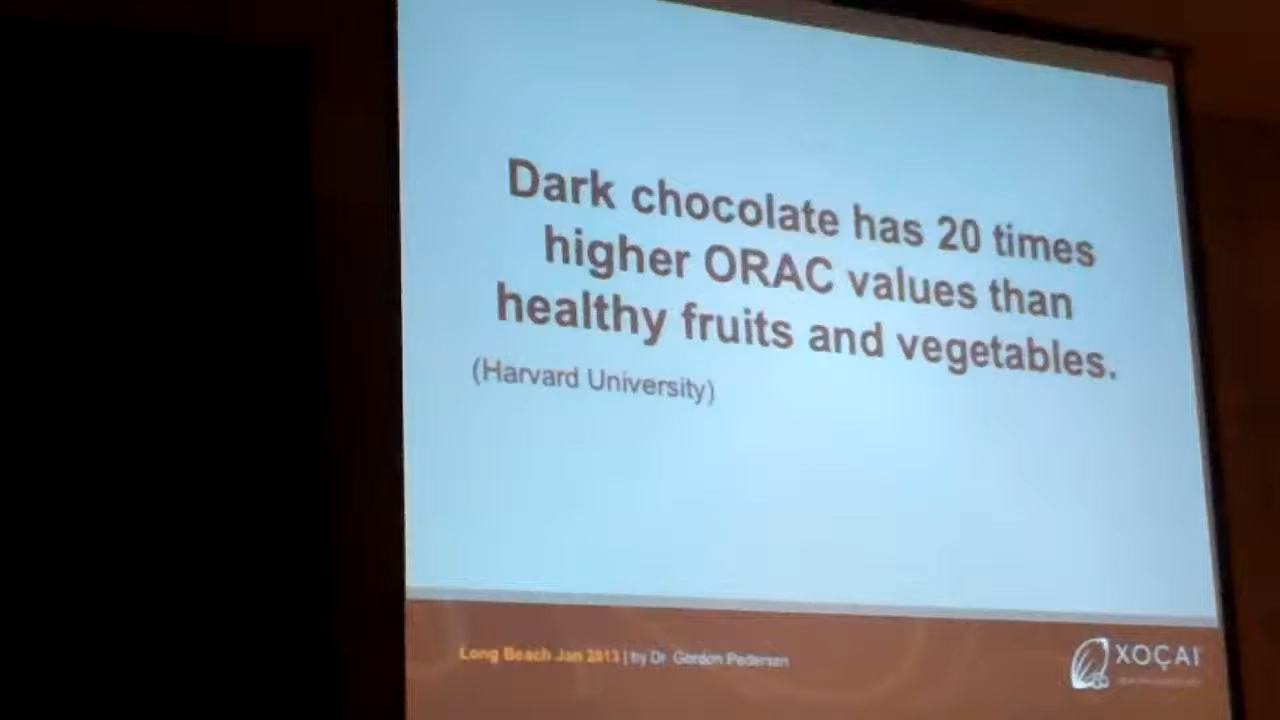 Dark chocolate has 20 times
higher ORAC values than
healthy fruits and vegetables.
(Harvard University)
Long Beach Jan 2013 | by Dr. Gordon Pedersen
XOÇAI